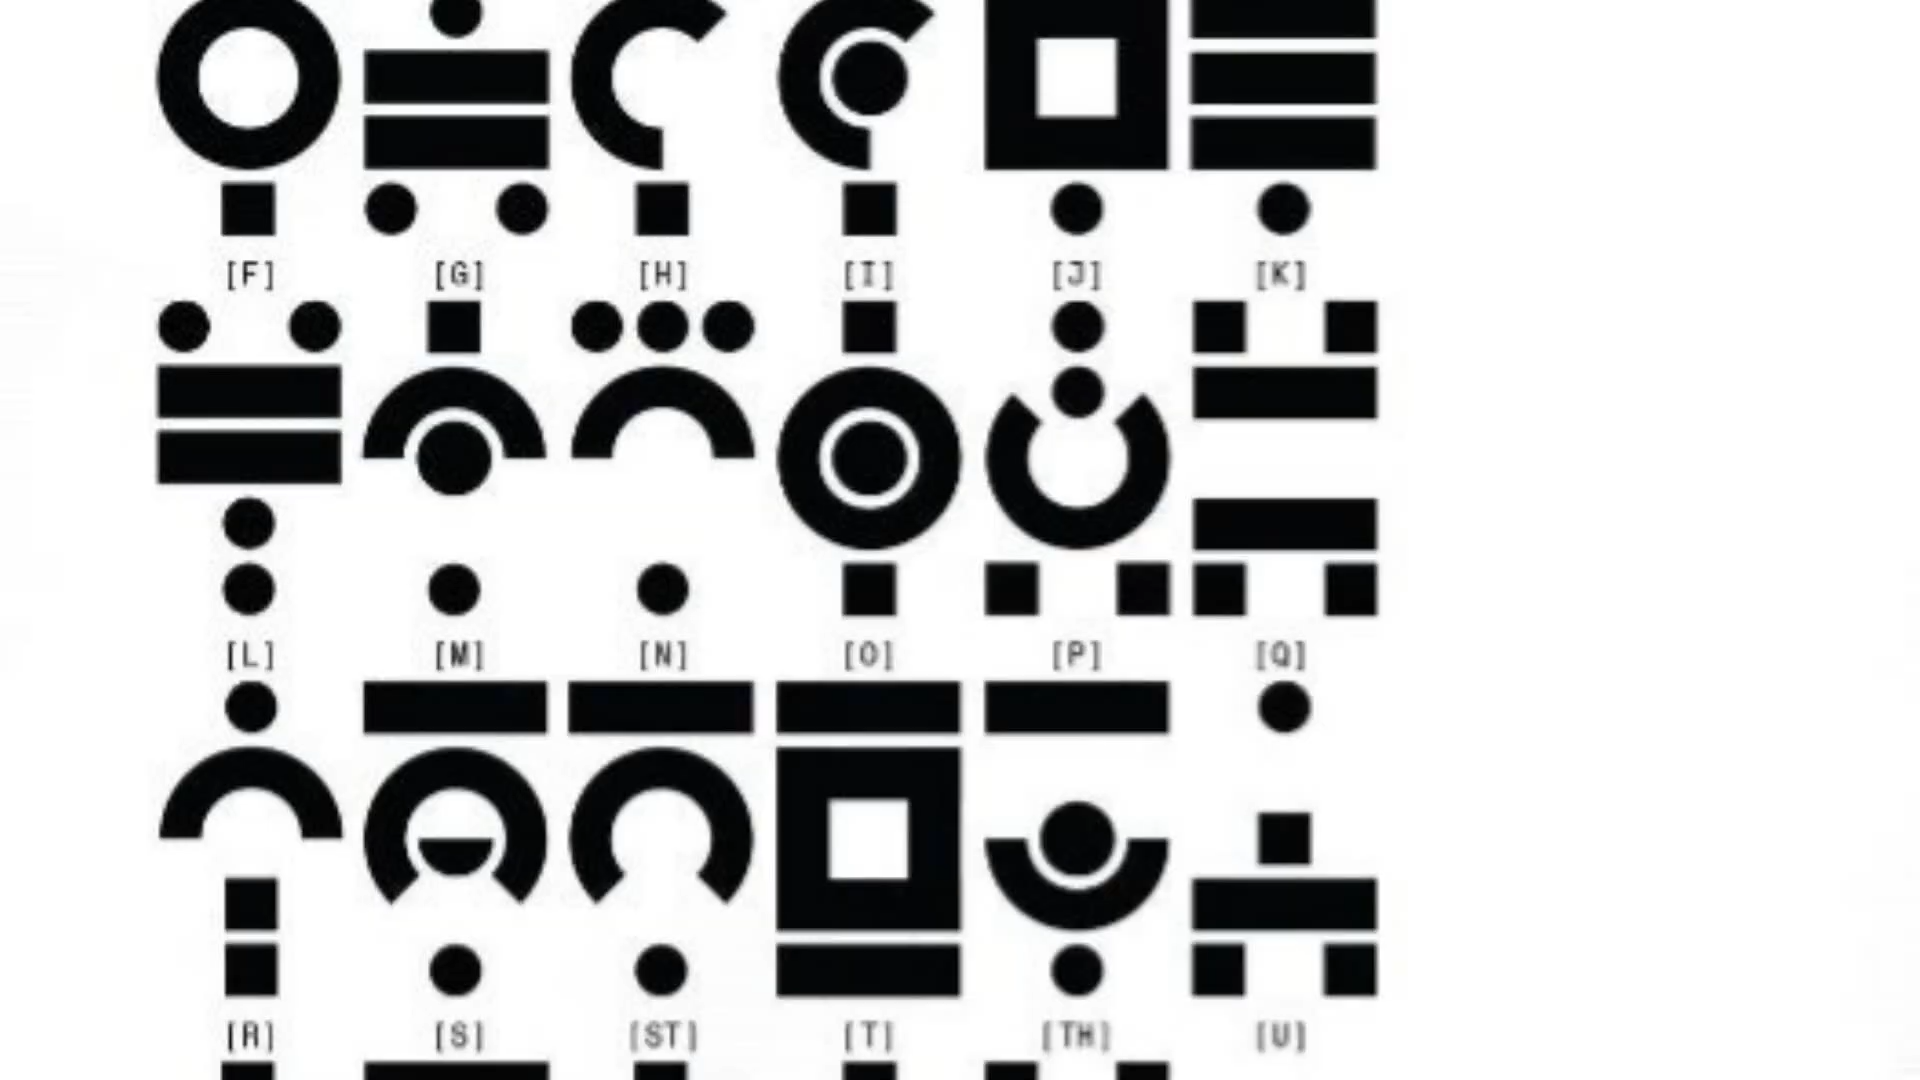 [F] [G] [H] [I] [J] [K]
[L] [M] [N] [O] [P] [Q]
[R] [S] [ST] [T] [TH] [U]